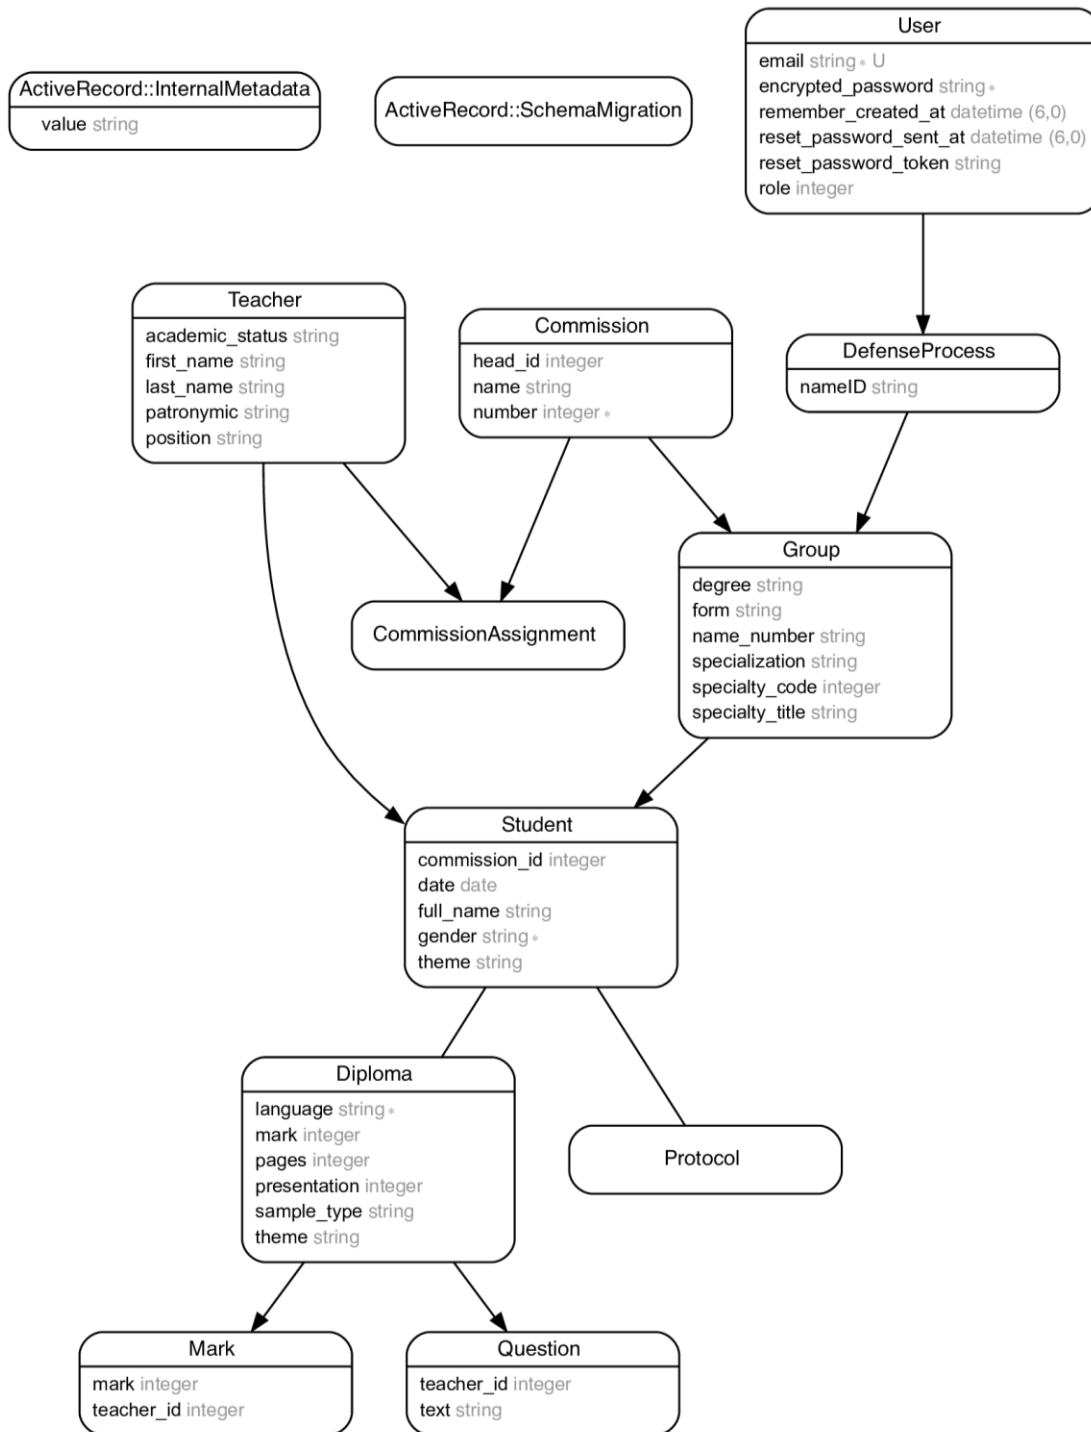 User
email string * U
encrypted_password string *
remember_created_at datetime (6,0)
reset_password_sent_at datetime (6,0)
reset_password_token string
role integer
ActiveRecord::InternalMetadata
value string
ActiveRecord::SchemaMigration
Teacher
academic_status string
first_name string
last_name string
patronymic string
position string
Commission
head_id integer
name string
number integer *
DefenseProcess
nameID string
Group
degree string
form string
name_number string
specialization string
specialty_code integer
specialty_title string
CommissionAssignment
Student
commission_id integer
date date
full_name string
gender string *
theme string
Diploma
language string *
mark integer
pages integer
presentation integer
sample_type string
theme string
Protocol
Mark
mark integer
teacher_id integer
Question
teacher_id integer
text string